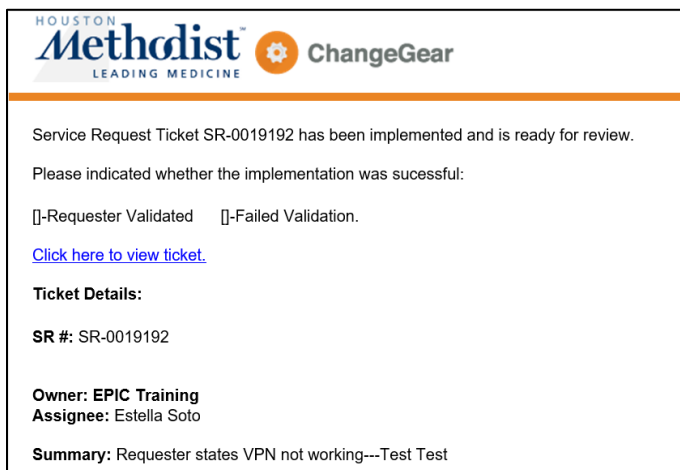 HOUSTON
Methodist™
LEADING MEDICINE
ChangeGear
Service Request Ticket SR-0019192 has been implemented and is ready for review.
Please indicated whether the implementation was sucessful:
[]-Requester Validated []-Failed Validation.
Click here to view ticket.
Ticket Details:
SR #: SR-0019192
Owner: EPIC Training
Assignee: Estella Soto
Summary: Requester states VPN not working---Test Test